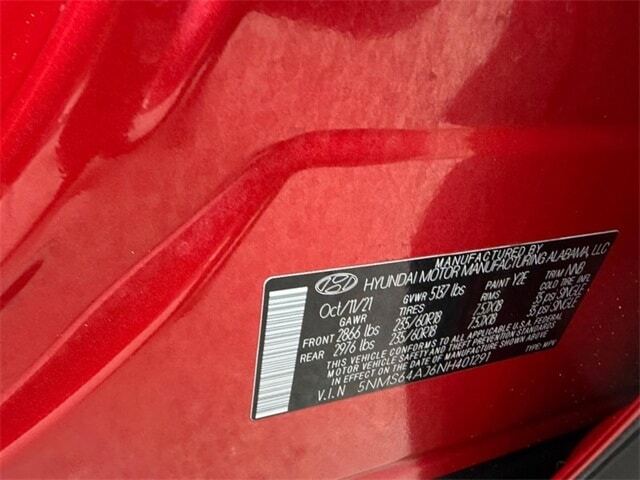 MANUFACTURED BY
HYUNDAI MOTOR MANUFACTURING ALABAMA, LLC
Oct/11/21 GVWR 5137 lbs PAINT Y2E TRIM NNB
GAWR TIRES RIMS COLD TIRE INFL.
FRONT 2866 lbs 235/60R18 7.5JX18 35 psi SINGLE
REAR 2976 lbs 235/60R18 7.5JX18 35 psi SINGLE
THIS VEHICLE CONFORMS TO ALL APPLICABLE U.S.A. FEDERAL
MOTOR VEHICLE SAFETY AND THEFT PREVENTION STANDARDS
IN EFFECT ON THE DATE OF MANUFACTURE SHOWN ABOVE.
V.I.N 5NMS64AJ6NH401291 TYPE: MPV